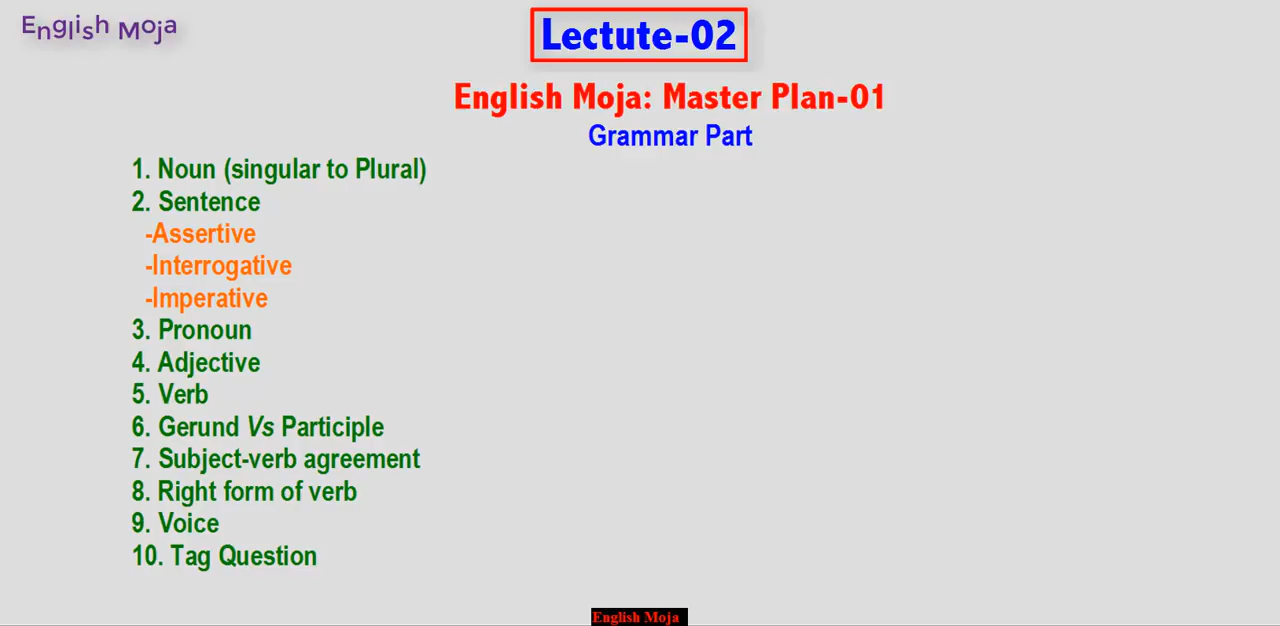 English Moja
Lectute-02
English Moja: Master Plan-01
Grammar Part
1. Noun (singular to Plural)
2. Sentence
-Assertive
-Interrogative
-Imperative
3. Pronoun
4. Adjective
5. Verb
6. Gerund Vs Participle
7. Subject-verb agreement
8. Right form of verb
9. Voice
10. Tag Question
English Moja